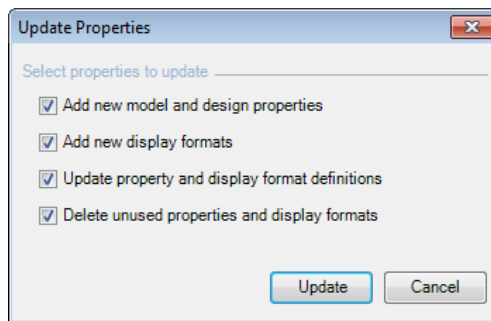 Update Properties
Select properties to update
Add new model and design properties
Add new display formats
Update property and display format definitions
Delete unused properties and display formats
Update Cancel